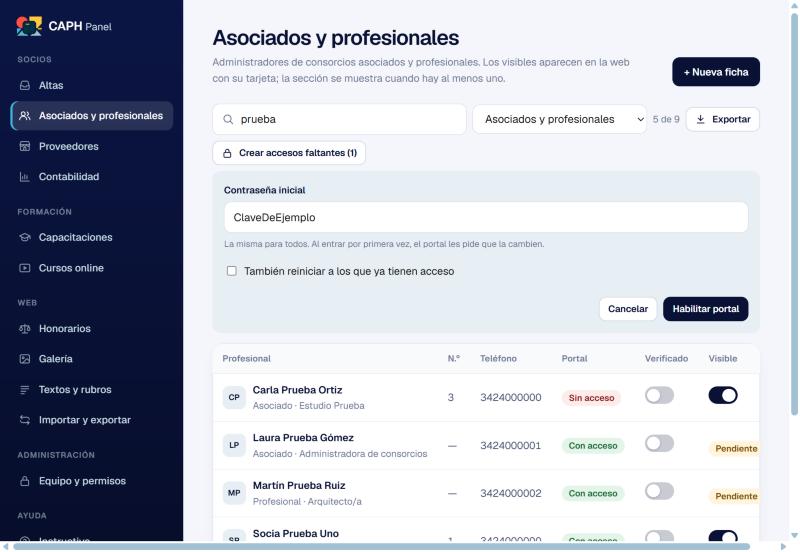 CAPH Panel
SOCIOS
Altas
Asociados y profesionales
Proveedores
Contabilidad
FORMACIÓN
Capacitaciones
Cursos online
WEB
Honorarios
Galería
Textos y rubros
Importar y exportar
ADMINISTRACIÓN
Equipo y permisos
AYUDA
Instructivo
Asociados y profesionales
Administradores de consorcios asociados y profesionales. Los visibles aparecen en la web
con su tarjeta; la sección se muestra cuando hay al menos uno.
+ Nueva ficha
prueba
Asociados y profesionales
5 de 9
Exportar
Crear accesos faltantes (1)
Contraseña inicial
ClaveDeEjemplo
La misma para todos. Al entrar por primera vez, el portal les pide que la cambien.
También reiniciar a los que ya tienen acceso
Cancelar
Habilitar portal
Profesional N.º Teléfono Portal Verificado Visible
CP Carla Prueba Ortiz 3 3424000000 Sin acceso
Asociado · Estudio Prueba
LP Laura Prueba Gómez — 3424000001 Con acceso Pendiente
Asociado · Administradora de consorcios
MP Martín Prueba Ruiz — 3424000002 Con acceso Pendiente
Profesional · Arquitecto/a
Socia Prueba Uno 1 3424000000 Con acceso